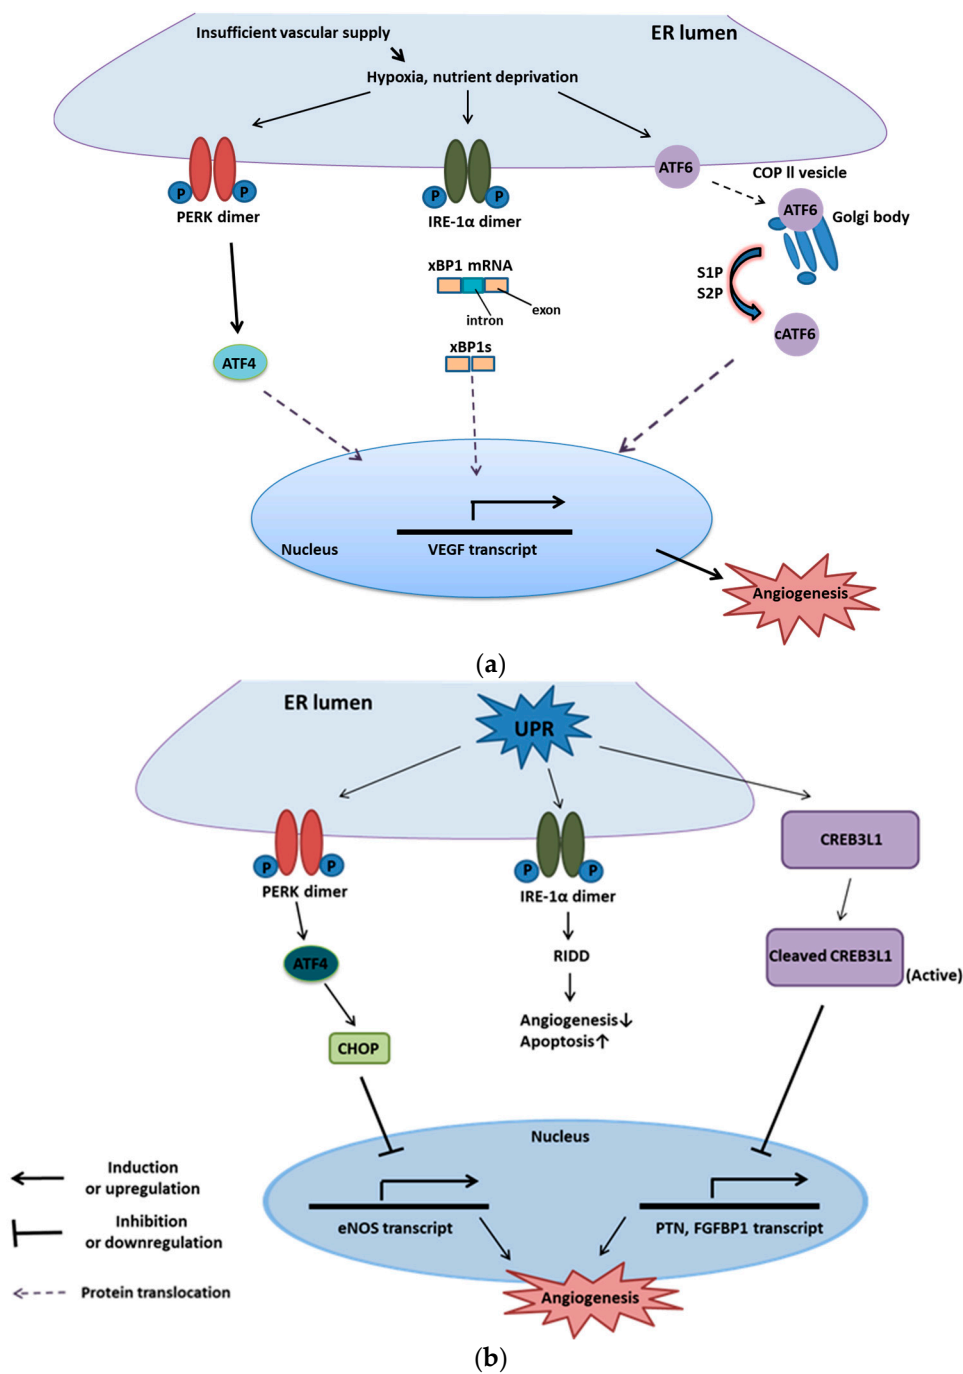 Insufficient vascular supply
ER lumen
Hypoxia, nutrient deprivation
P
P
PERK dimer
P
P
IRE-1α dimer
ATF6
COP ll vesicle
ATF6
Golgi body
xBP1 mRNA
intron
exon
S1P
S2P
xBP1s
cATF6
ATF4
Nucleus
VEGF transcript
Angiogenesis
(a)
ER lumen
UPR
P
P
PERK dimer
P
P
IRE-1α dimer
CREB3L1
ATF4
RIDD
Cleaved CREB3L1
(Active)
Angiogenesis↓
Apoptosis↑
CHOP
Nucleus
Induction
or upregulation
Inhibition
or downregulation
Protein translocation
eNOS transcript
PTN, FGFBP1 transcript
Angiogenesis
(b)